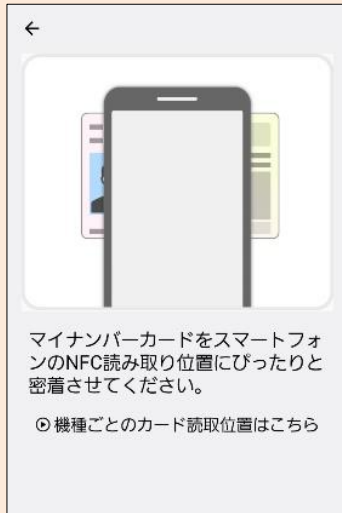 マイナンバーカードをスマートフォ
ンのNFC読み取り位置にぴったりと
密着させてください。
機種ごとのカード読取位置はこちら